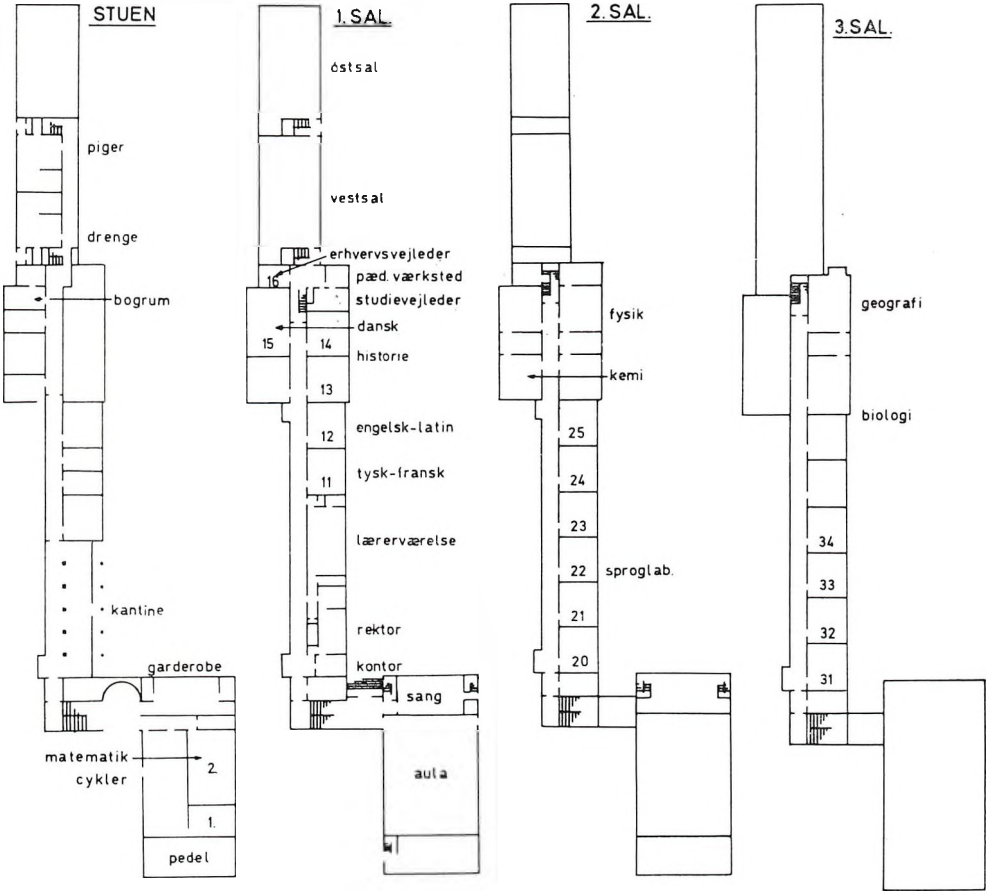 STUEN
piger
drenge
bogrum
kantine
garderobe
matematik
cykler
2.
1.
pedel
1. SAL.
östsal
vestsal
erhvervsvejleder
16
pæd. værksted
studievejleder
dansk
15
14
historie
13
12
engelsk-latin
11
tysk-fransk
lærerværelse
rektor
kontor
sang
aula
2. SAL.
fysik
kemi
25
24
23
22
sproglab.
21
20
3. SAL.
geografi
biologi
34
33
32
31